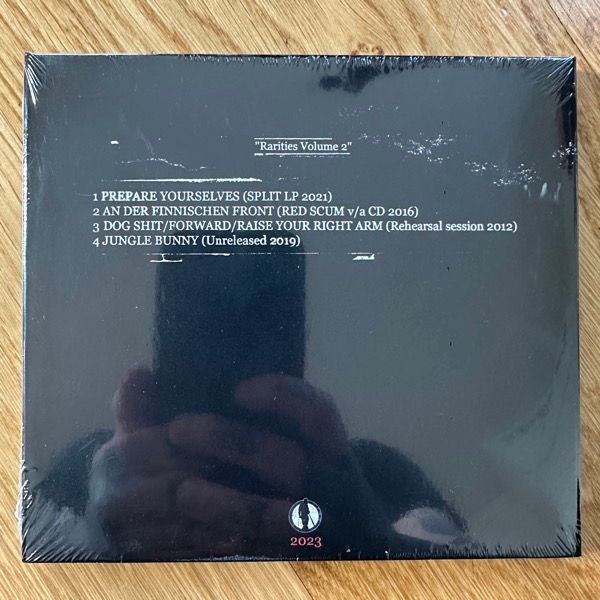 "Rarities Volume 2"
1 PREPARE YOURSELVES (SPLIT LP 2021)
2 AN DER FINNISCHEN FRONT (RED SCUM v/a CD 2016)
3 DOG SHIT/FORWARD/RAISE YOUR RIGHT ARM (Rehearsal session 2012)
4 JUNGLE BUNNY (Unreleased 2019)
2023